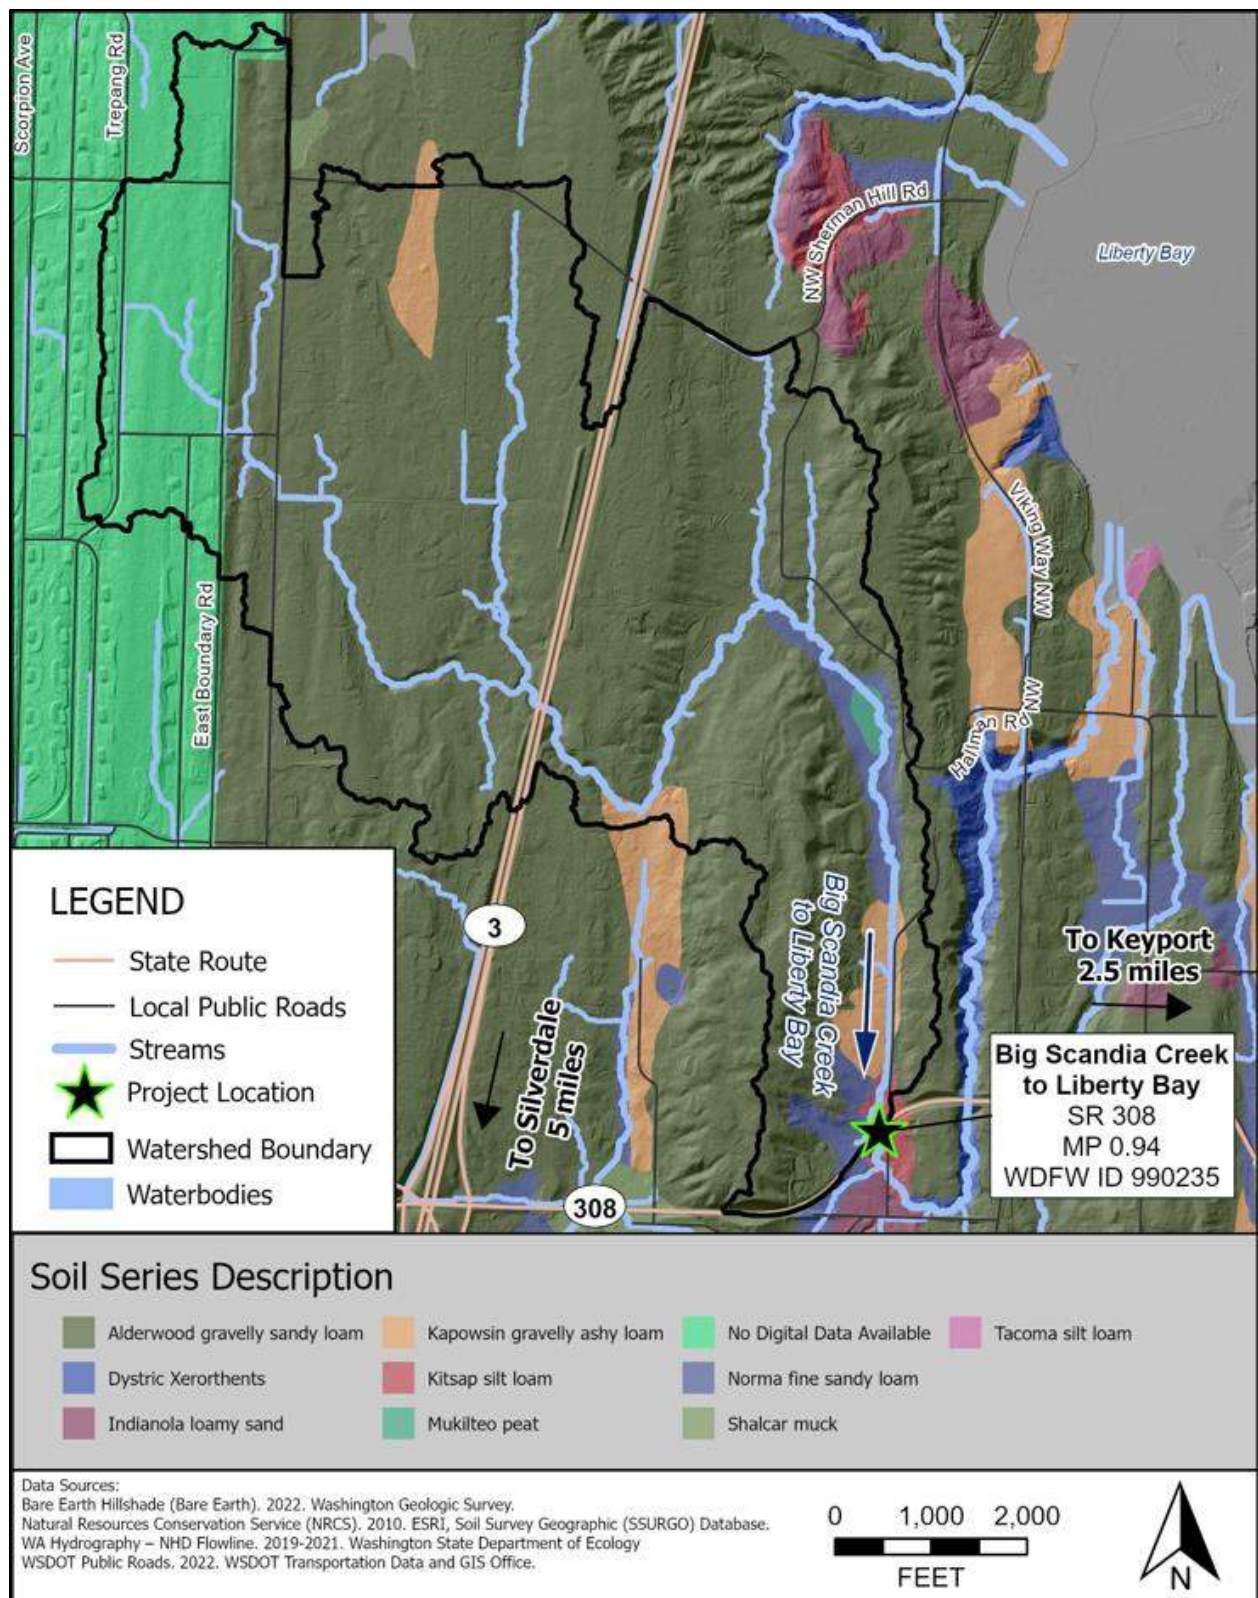 Scorpion Ave
Trepang Rd
NW Sherman Hill Rd
Liberty Bay
Viking Way NW
East Boundary Rd
NW
Hallman Rd
LEGEND
State Route
Local Public Roads
Streams
Project Location
Watershed Boundary
Waterbodies
3
To Silverdale
5 miles
308
Big Scandia Creek
to Liberty Bay
To Keyport
2.5 miles
Big Scandia Creek
to Liberty Bay
SR 308
MP 0.94
WDFW ID 990235
Soil Series Description
Alderwood gravelly sandy loam
Kapowsin gravelly ashy loam
No Digital Data Available
Tacoma silt loam
Dystric Xerorthents
Kitsap silt loam
Norma fine sandy loam
Indianola loamy sand
Mukilteo peat
Shalcar muck
Data Sources:
Bare Earth Hillshade (Bare Earth). 2022. Washington Geologic Survey.
Natural Resources Conservation Service (NRCS). 2010. ESRI, Soil Survey Geographic (SSURGO) Database.
WA Hydrography – NHD Flowline. 2019-2021. Washington State Department of Ecology
WSDOT Public Roads. 2022. WSDOT Transportation Data and GIS Office.
0 1,000 2,000
FEET
N